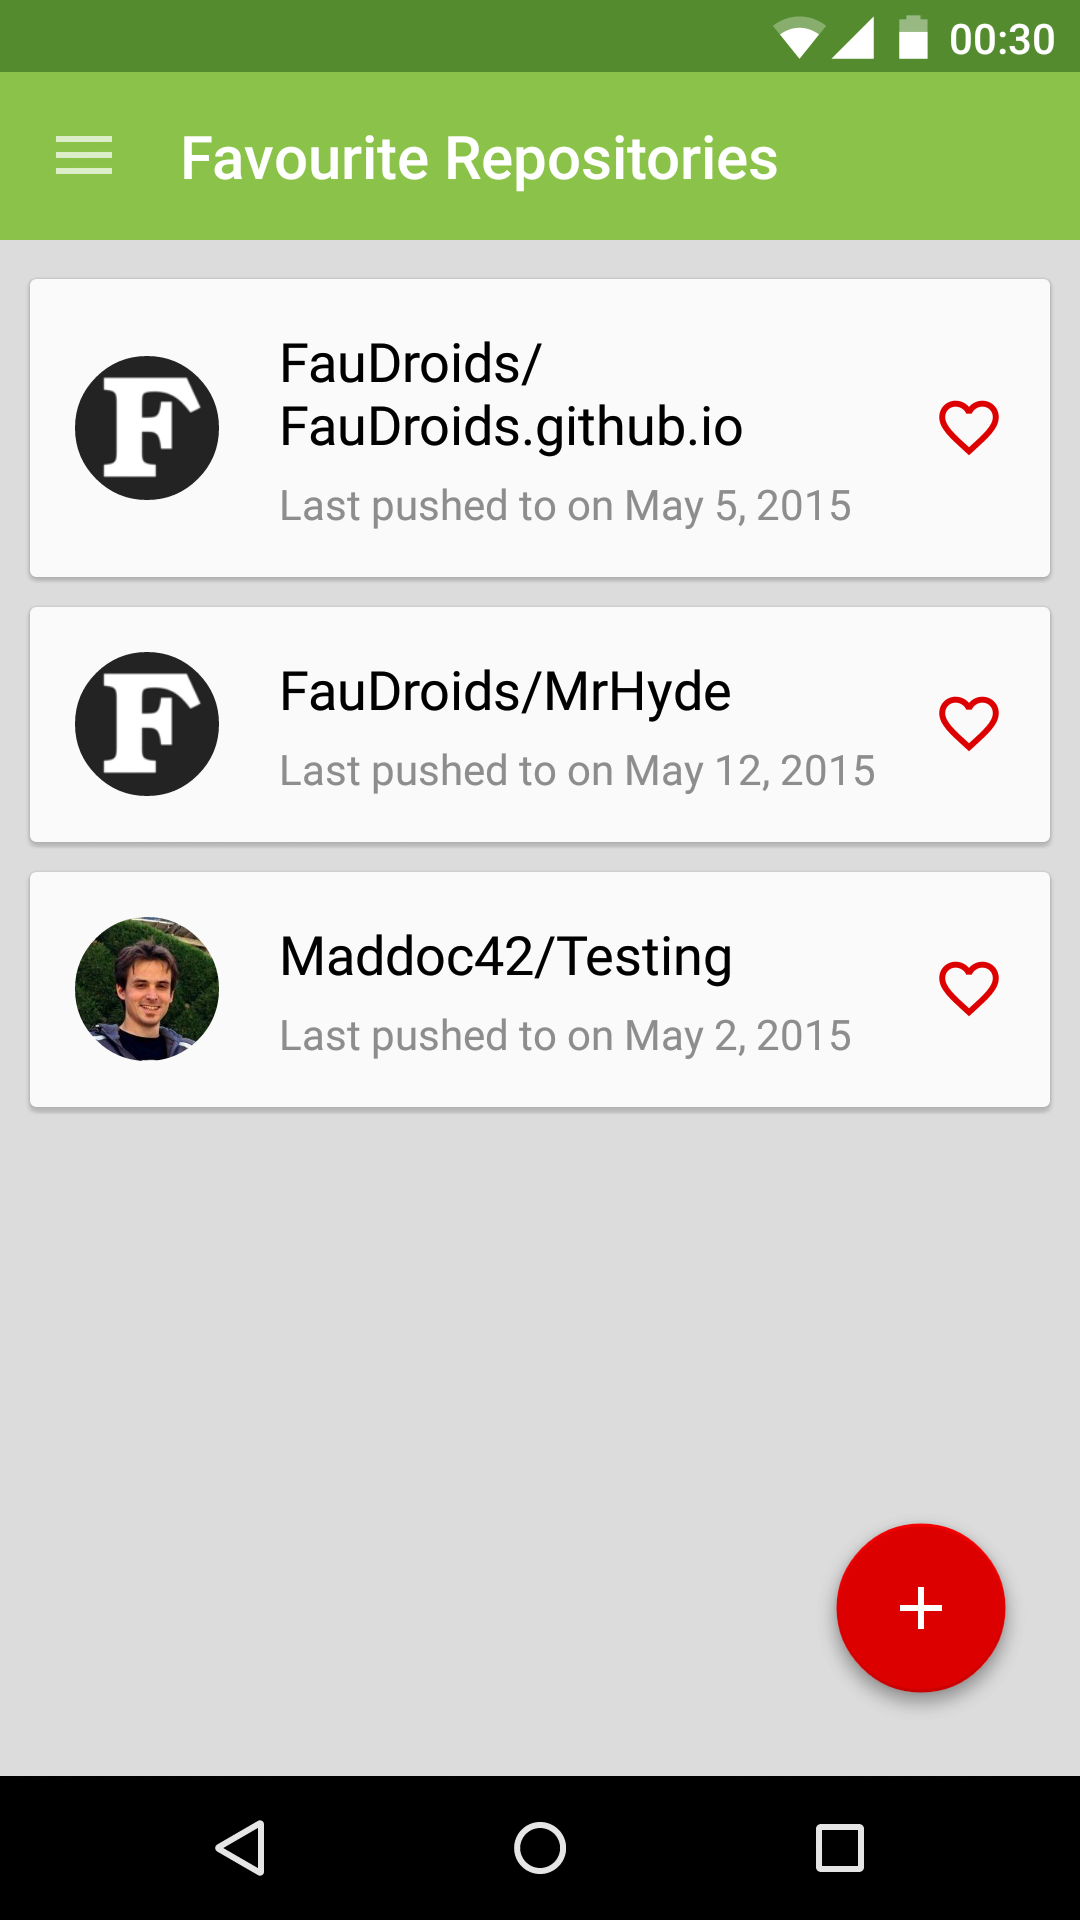 00:30
Favourite Repositories
FauDroids/
FauDroids.github.io
Last pushed to on May 5, 2015
F
FauDroids/MrHyde
Last pushed to on May 12, 2015
F
Maddoc42/Testing
Last pushed to on May 2, 2015